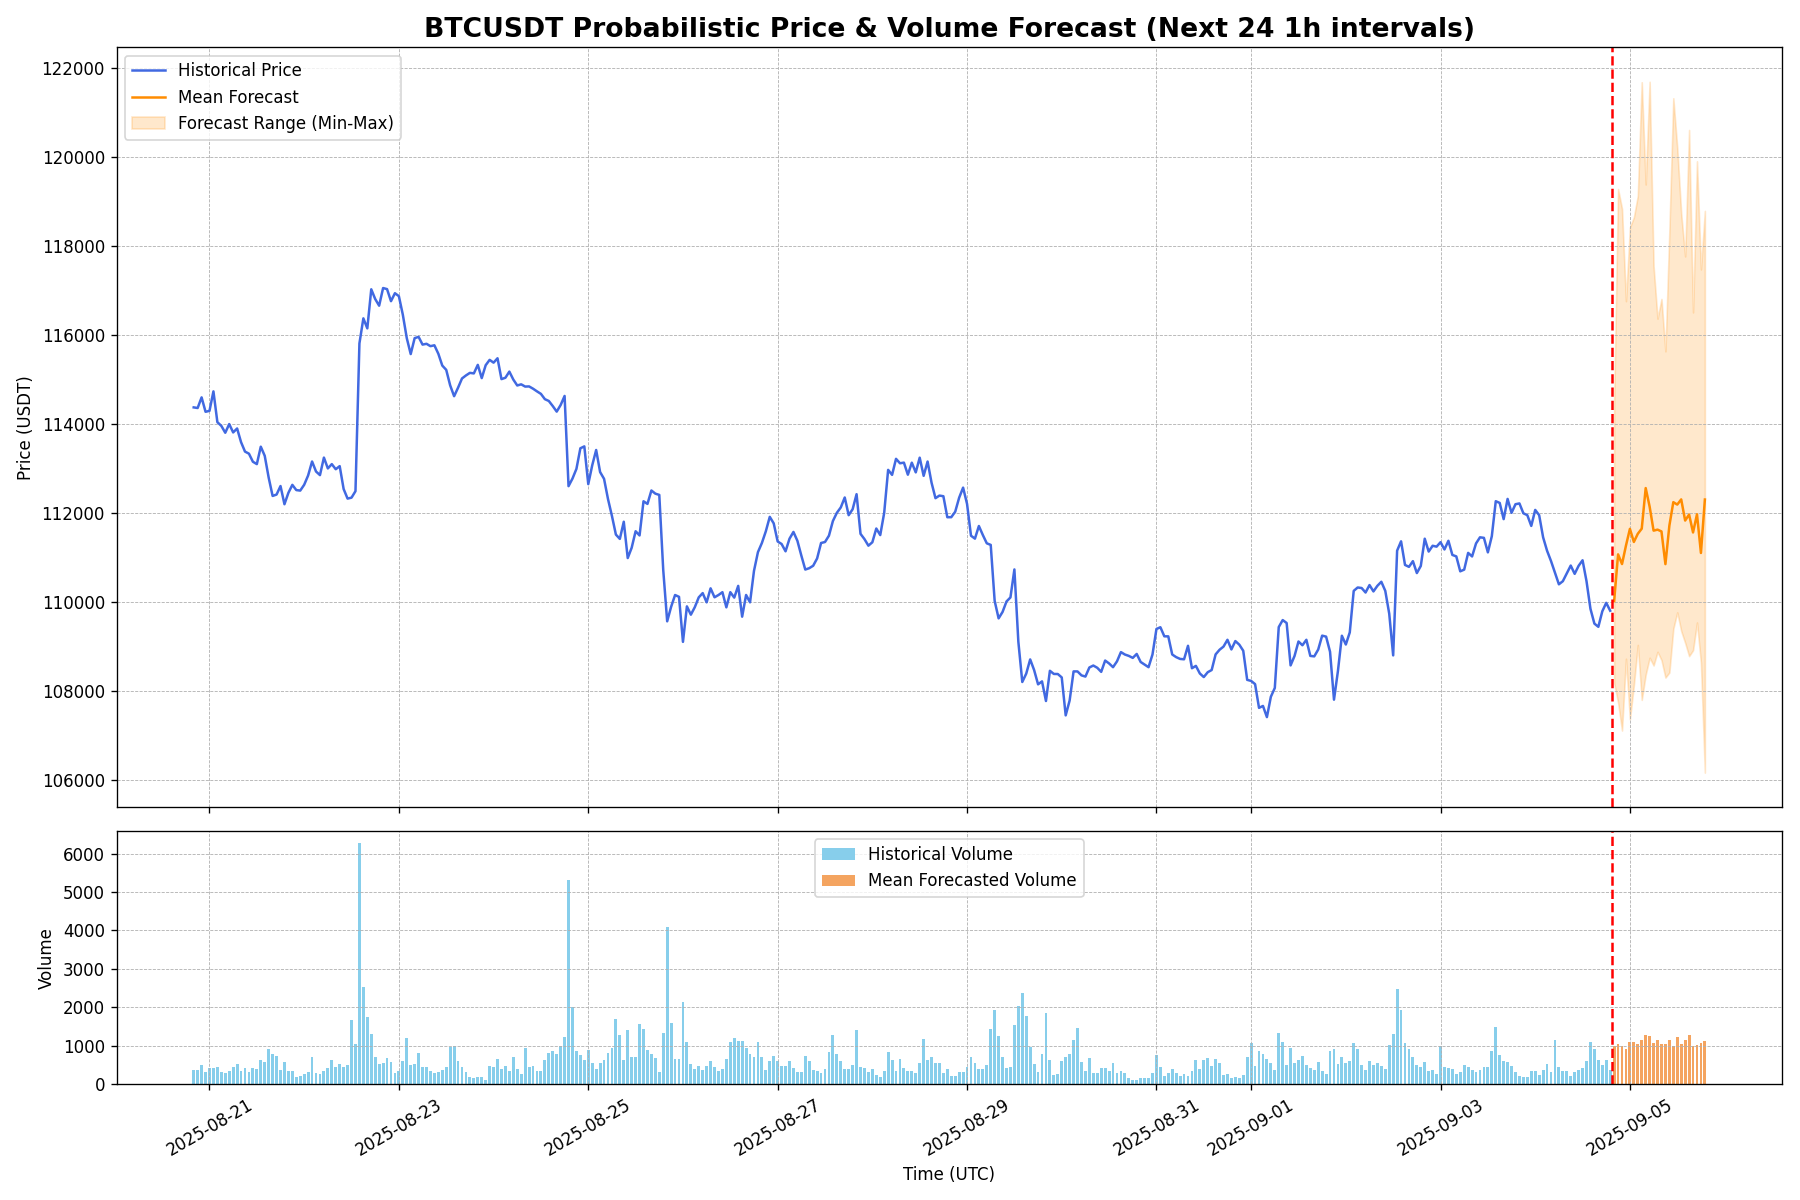 BTCUSDT Probabilistic Price & Volume Forecast (Next 24 1h intervals)
Historical Price
Mean Forecast
Forecast Range (Min-Max)
Price (USDT)
122000
120000
118000
116000
114000
112000
110000
108000
106000
Historical Volume
Mean Forecasted Volume
Volume
6000
5000
4000
3000
2000
1000
0
2025-08-21
2025-08-23
2025-08-25
2025-08-27
2025-08-29
2025-08-31
2025-09-01
2025-09-03
2025-09-05
Time (UTC)